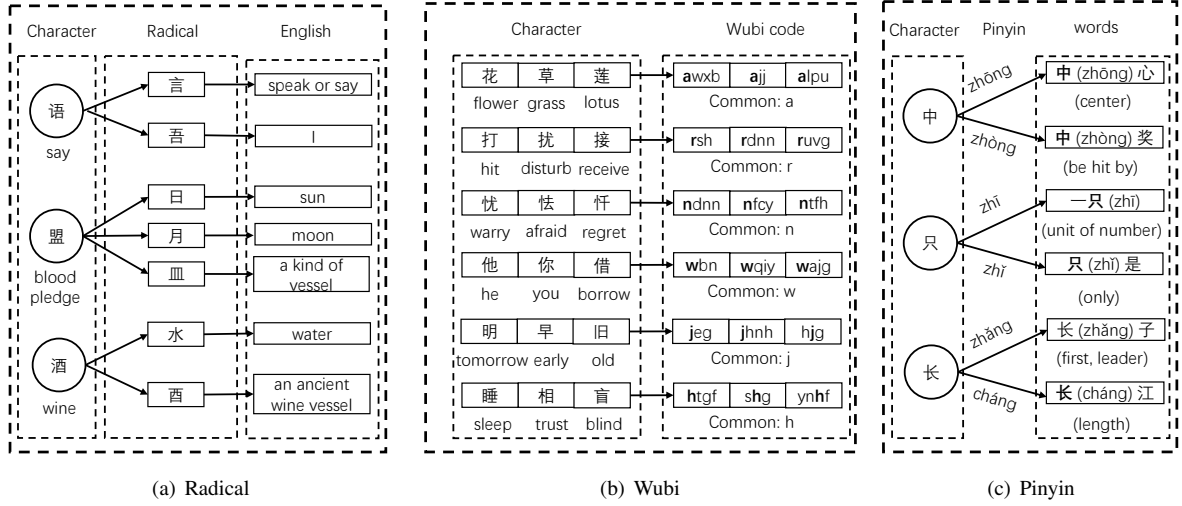 Character Radical English
语
say
言
speak or say
吾
I
盟
blood
pledge
日
sun
月
moon
皿
a kind of
vessel
酒
wine
水
water
酉
an ancient
wine vessel
(a) Radical
Character Wubi code
花 草 莲 awxb ajj alpu
flower grass lotus Common: a
打 扰 接 rsh rdnn ruvg
hit disturb receive Common: r
忧 怯 忏 ndnn nfcy ntfh
warry afraid regret Common: n
他 你 借 wbn wqiy wajg
he you borrow Common: w
明 早 旧 jeg jhnh hjg
tomorrow early old Common: j
睡 相 盲 htgf shg ynhf
sleep trust blind Common: h
(b) Wubi
Character Pinyin words
中
zhōng
中 (zhōng) 心
(center)
zhòng
中 (zhòng) 奖
(be hit by)
只
zhī
一只 (zhī)
(unit of number)
zhǐ
只 (zhǐ) 是
(only)
长
zhǎng
长 (zhǎng) 子
(first, leader)
cháng
长 (cháng) 江
(length)
(c) Pinyin